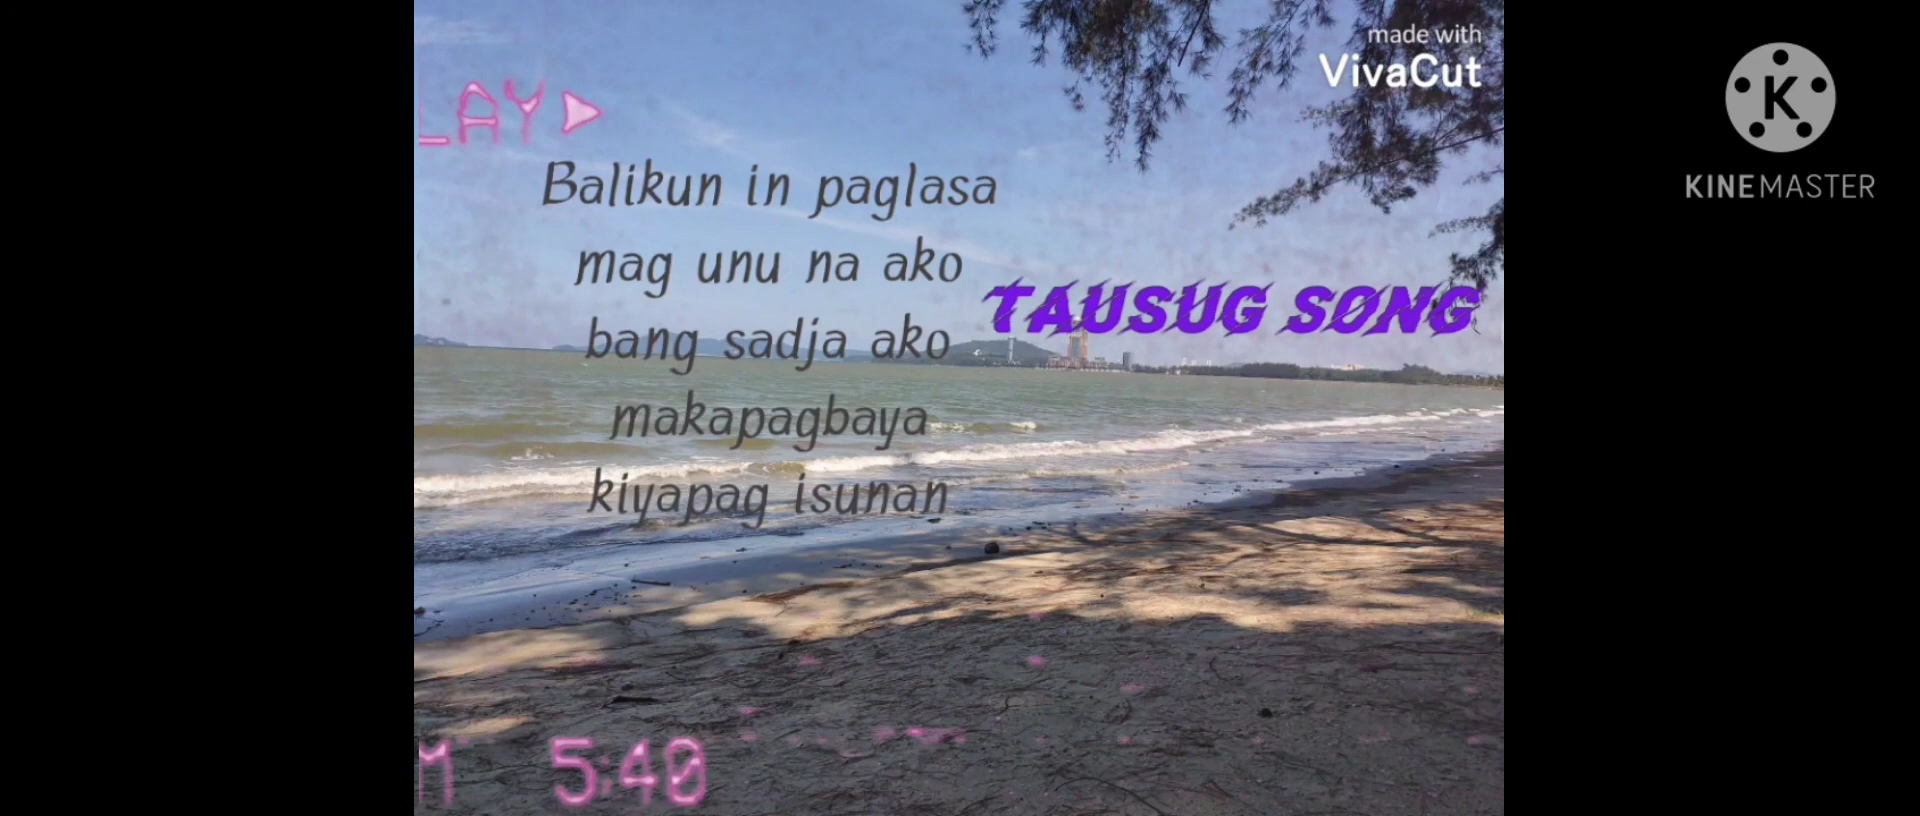 made with
VivaCut
LAY
KINEMASTER
Balikun in paglasa
mag unu na ako
bang sadja ako
makapagbaya
kiyapag isunan
TAUSUG SONG
M 5:40